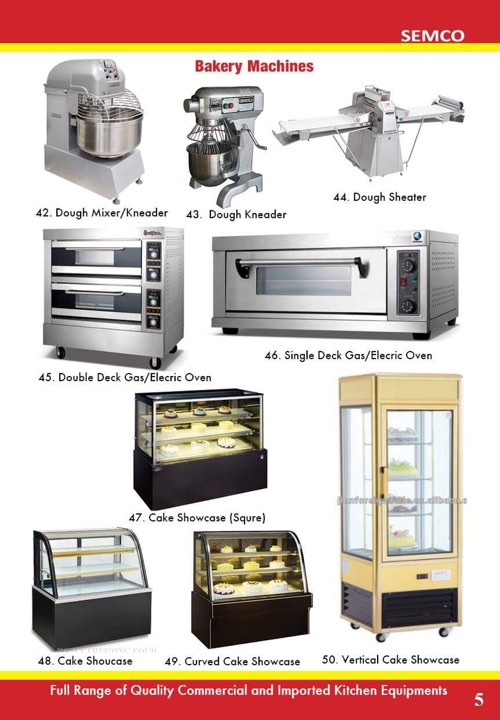 SEMCO
Bakery Machines
42. Dough Mixer/Kneader
43. Dough Kneader
44. Dough Sheater
45. Double Deck Gas/Elecric Oven
46. Single Deck Gas/Elecric Oven
47. Cake Showcase (Squre)
48. Cake Shoucase
49. Curved Cake Showcase
50. Vertical Cake Showcase
Full Range of Quality Commercial and Imported Kitchen Equipments
5